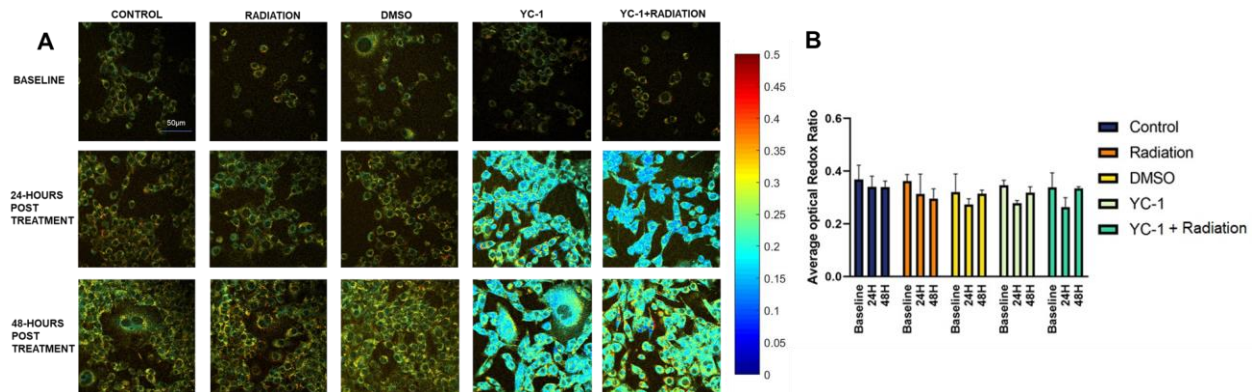 A
CONTROL
RADIATION
DMSO
YC-1
YC-1+RADIATION
BASELINE
50µm
24-HOURS
POST
TREATMENT
48-HOURS
POST
TREATMENT
0.5
0.45
0.4
0.35
0.3
0.25
0.2
0.15
0.1
0.05
0
B
Average optical Redox Ratio
0.6
0.4
0.2
0.0
Baseline
24H
48H
Baseline
24H
48H
Baseline
24H
48H
Baseline
24H
48H
Baseline
24H
48H
Control
Radiation
DMSO
YC-1
YC-1 + Radiation